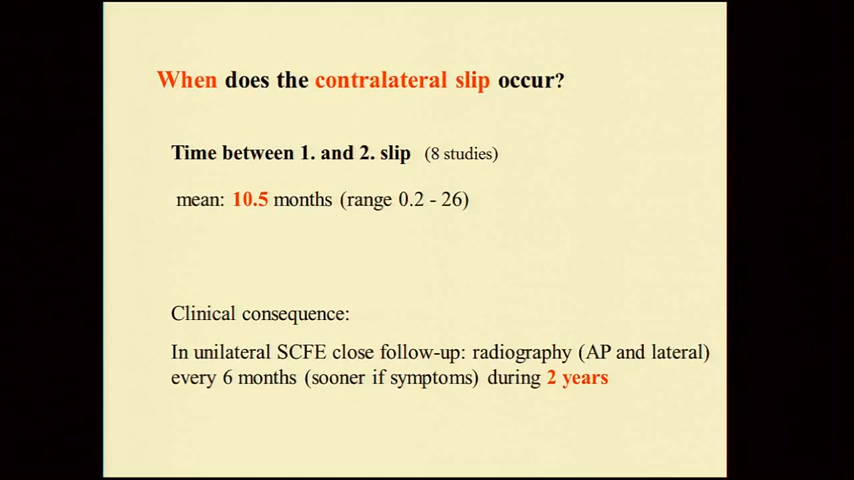 When does the contralateral slip occur?
Time between 1. and 2. slip (8 studies)
mean: 10.5 months (range 0.2 - 26)
Clinical consequence:
In unilateral SCFE close follow-up: radiography (AP and lateral)
every 6 months (sooner if symptoms) during 2 years